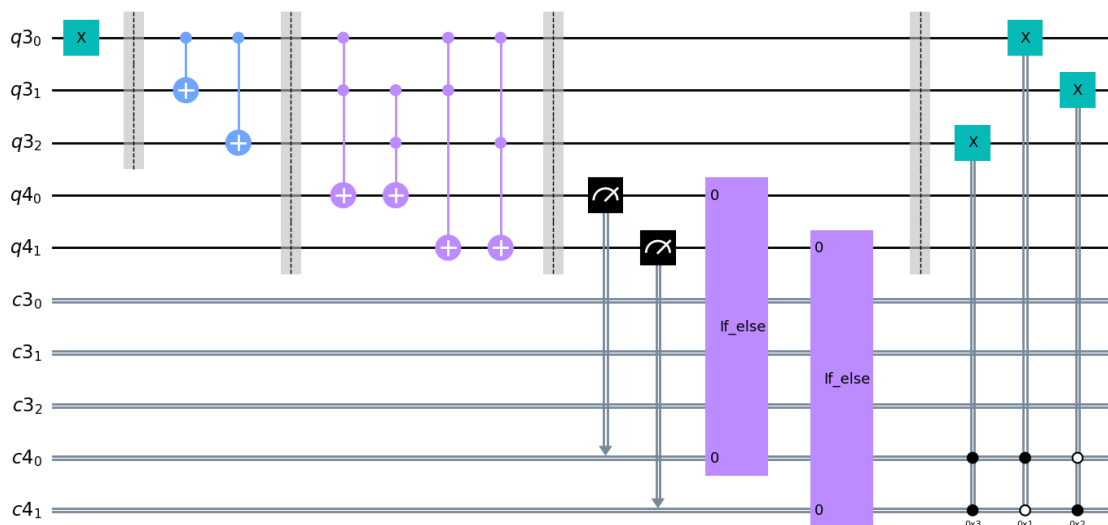 q3₀ X X
q3₁ X
q3₂ X
q4₀ 0
q4₁ 0
c3₀
c3₁ If_else
c3₂ If_else
c4₀ 0
c4₁ 0
0x3 0x1 0x2